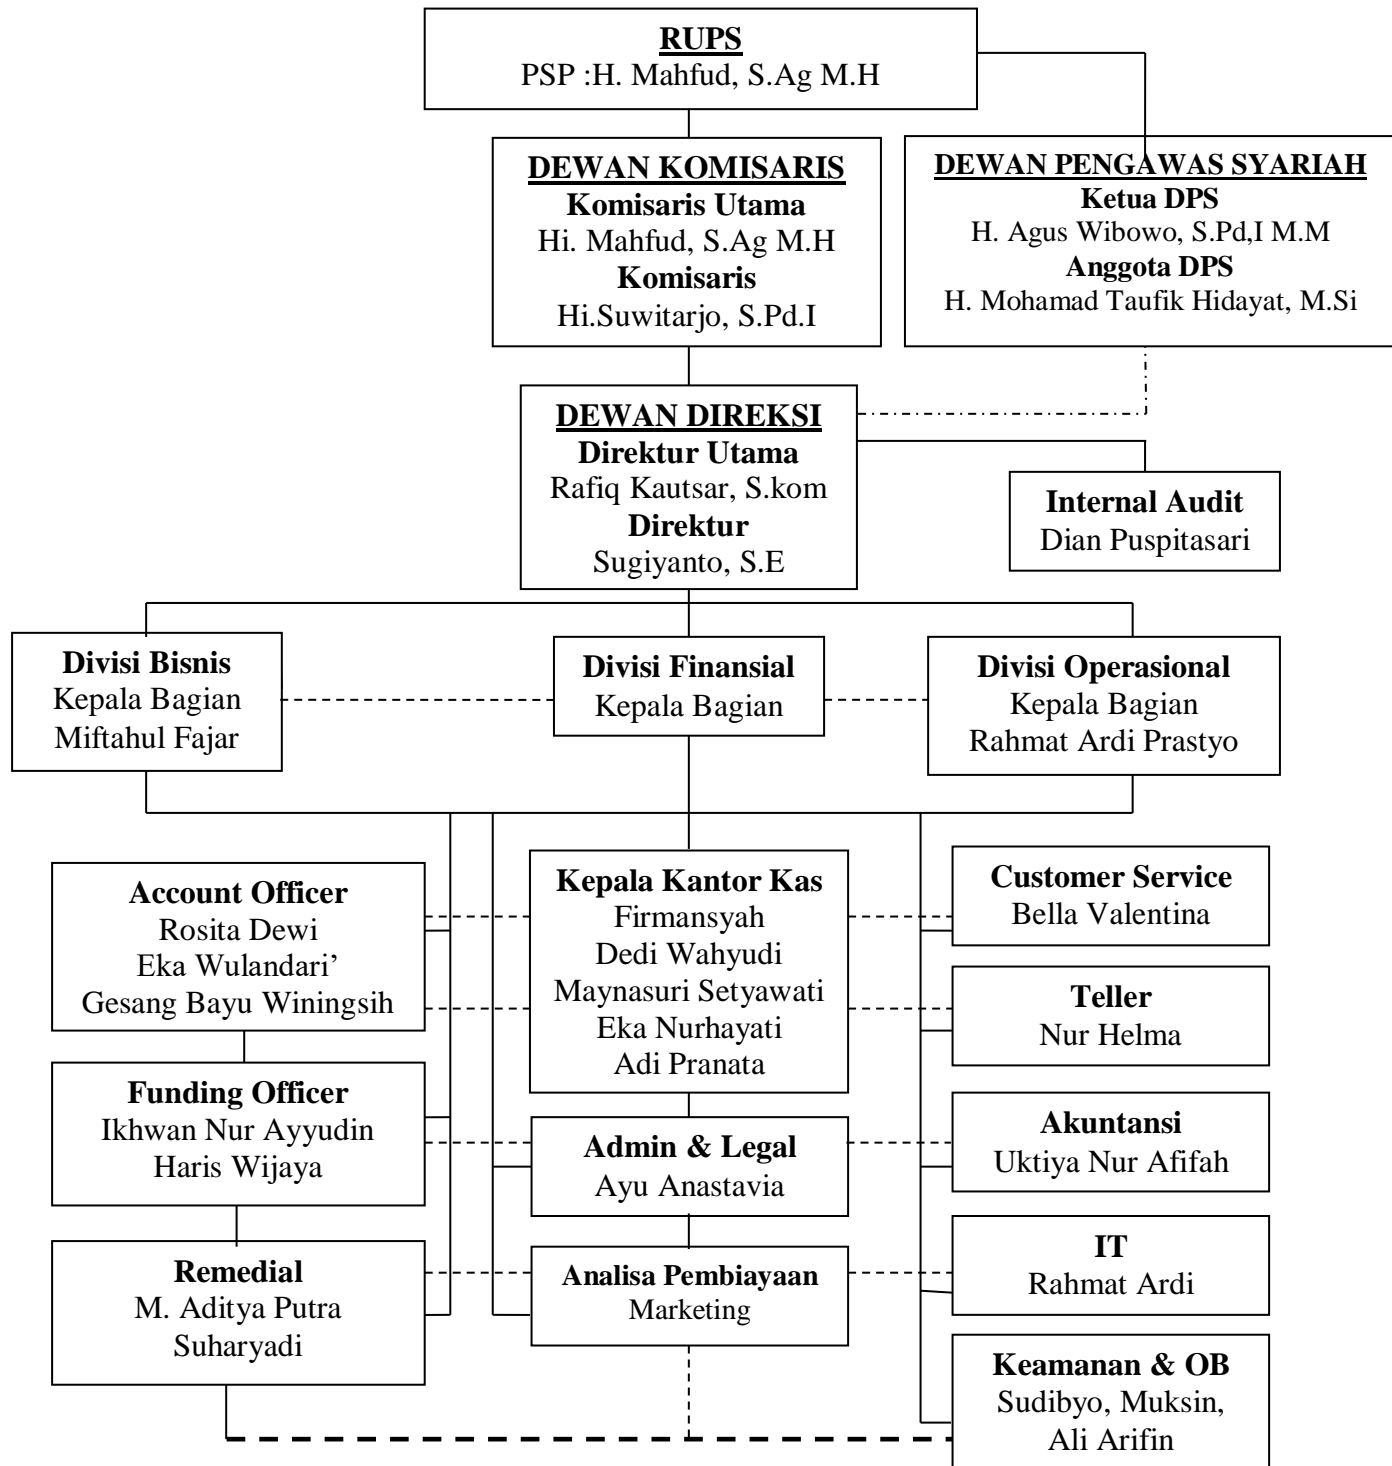 RUPS
PSP :H. Mahfud, S.Ag M.H
DEWAN KOMISARIS
Komisaris Utama
Hi. Mahfud, S.Ag M.H
Komisaris
Hi.Suwitarjo, S.Pd.I
DEWAN PENGAWAS SYARIAH
Ketua DPS
H. Agus Wibowo, S.Pd,I M.M
Anggota DPS
H. Mohamad Taufik Hidayat, M.Si
DEWAN DIREKSI
Direktur Utama
Rafiq Kautsar, S.kom
Direktur
Sugiyanto, S.E
Internal Audit
Dian Puspitasari
Divisi Bisnis
Kepala Bagian
Miftahul Fajar
Divisi Finansial
Kepala Bagian
Divisi Operasional
Kepala Bagian
Rahmat Ardi Prastyo
Account Officer
Rosita Dewi
Eka Wulandari’
Gesang Bayu Winingsih
Kepala Kantor Kas
Firmansyah
Dedi Wahyudi
Maynasuri Setyawati
Eka Nurhayati
Adi Pranata
Customer Service
Bella Valentina
Teller
Nur Helma
Funding Officer
Ikhwan Nur Ayyudin
Haris Wijaya
Admin & Legal
Ayu Anastavia
Akuntansi
Uktiya Nur Afifah
Remedial
M. Aditya Putra
Suharyadi
Analisa Pembiayaan
Marketing
IT
Rahmat Ardi
Keamanan & OB
Sudibyo, Muksin,
Ali Arifin